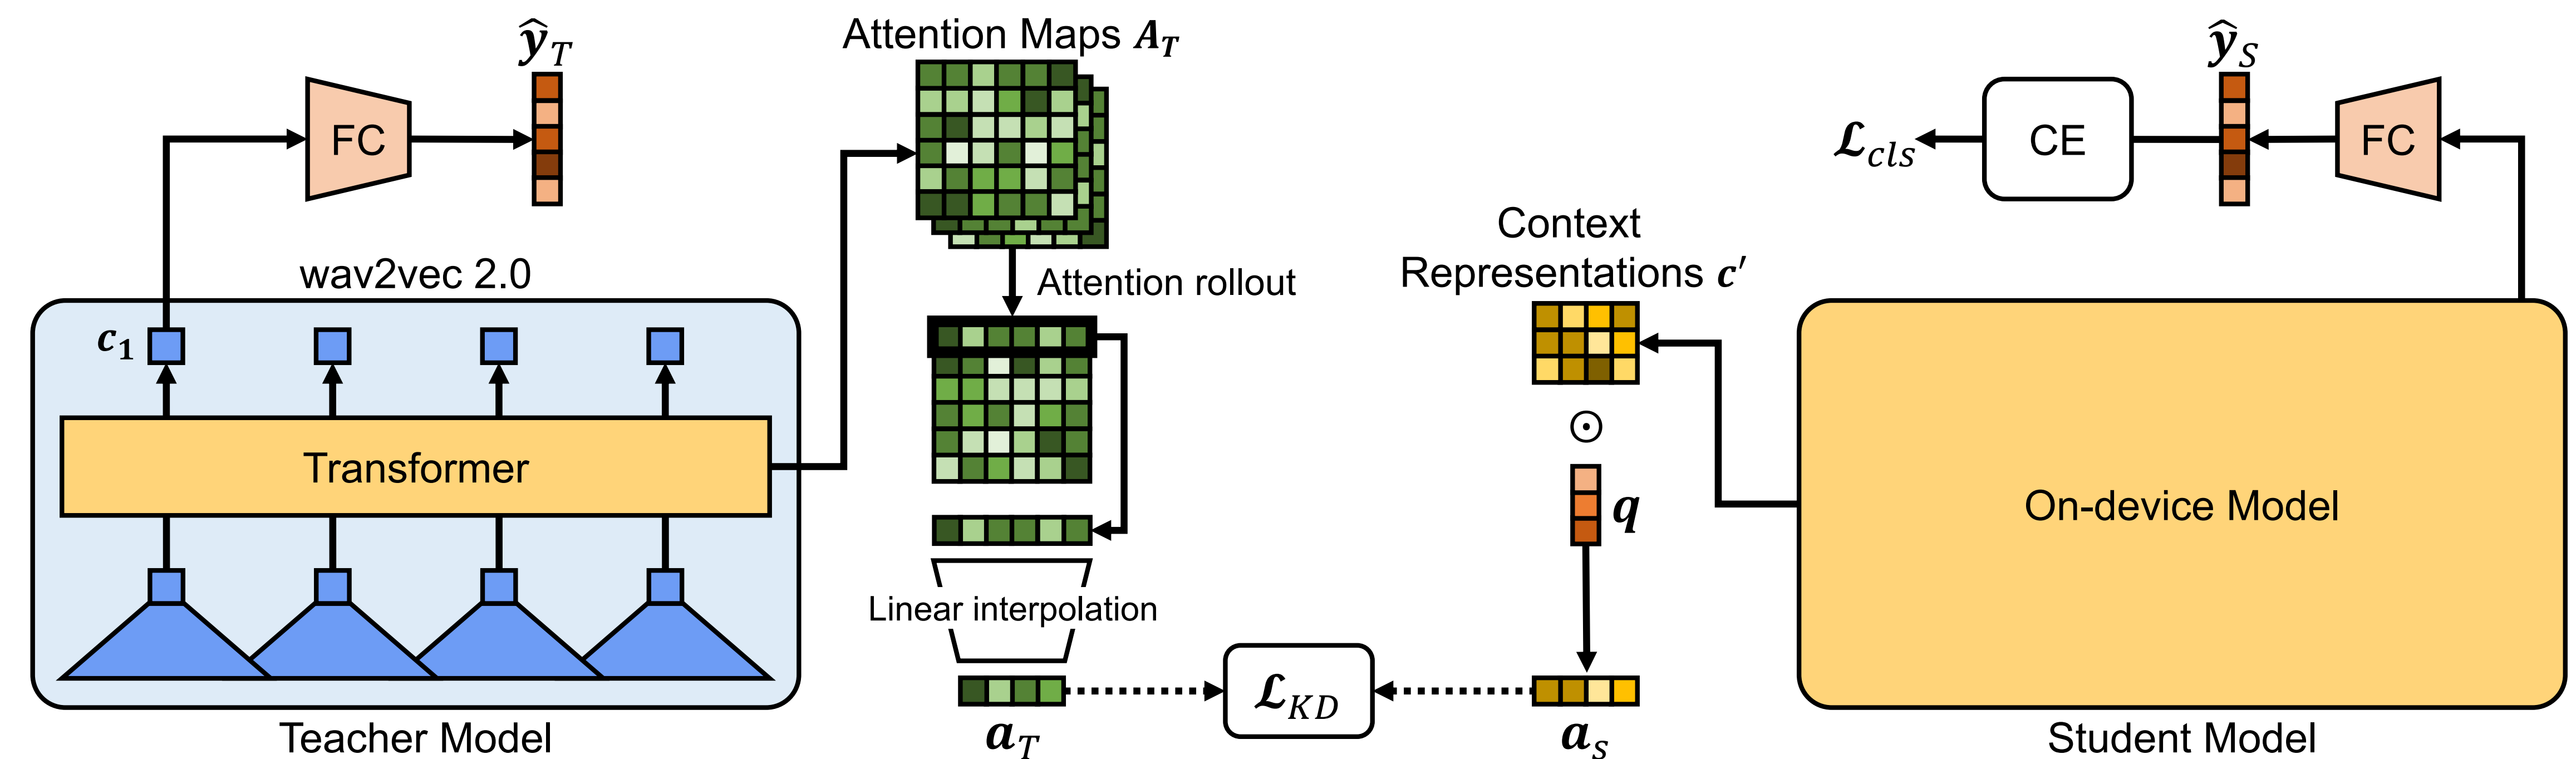 ŷ_T
FC
wav2vec 2.0
c₁
Transformer
Teacher Model
Attention Maps A_T
Attention rollout
Linear interpolation
a_T
ℒ_KD
Context
Representations c′
⊙
q
a_s
ℒ_cls
CE
ŷ_S
FC
On-device Model
Student Model